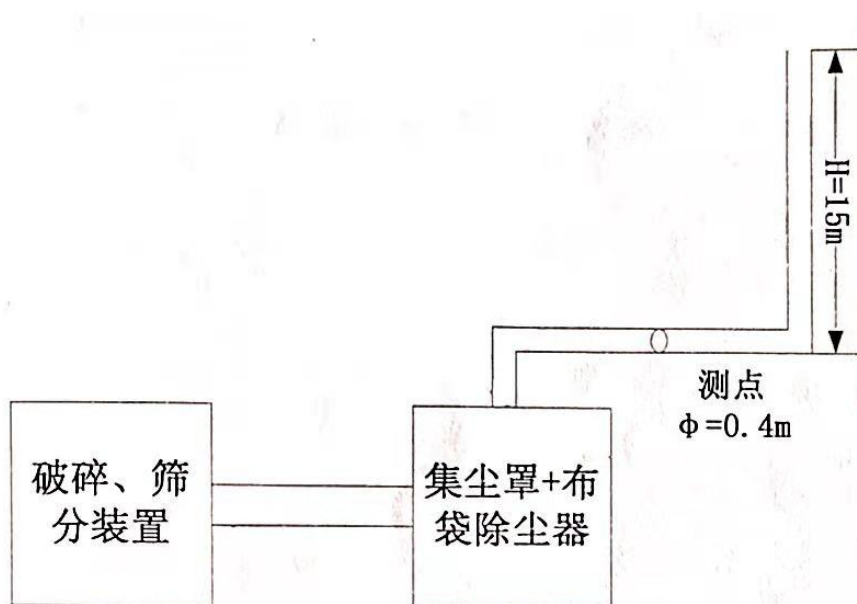 H=15m
测点
φ=0.4m
破碎、筛
分装置
集尘罩+布
袋除尘器